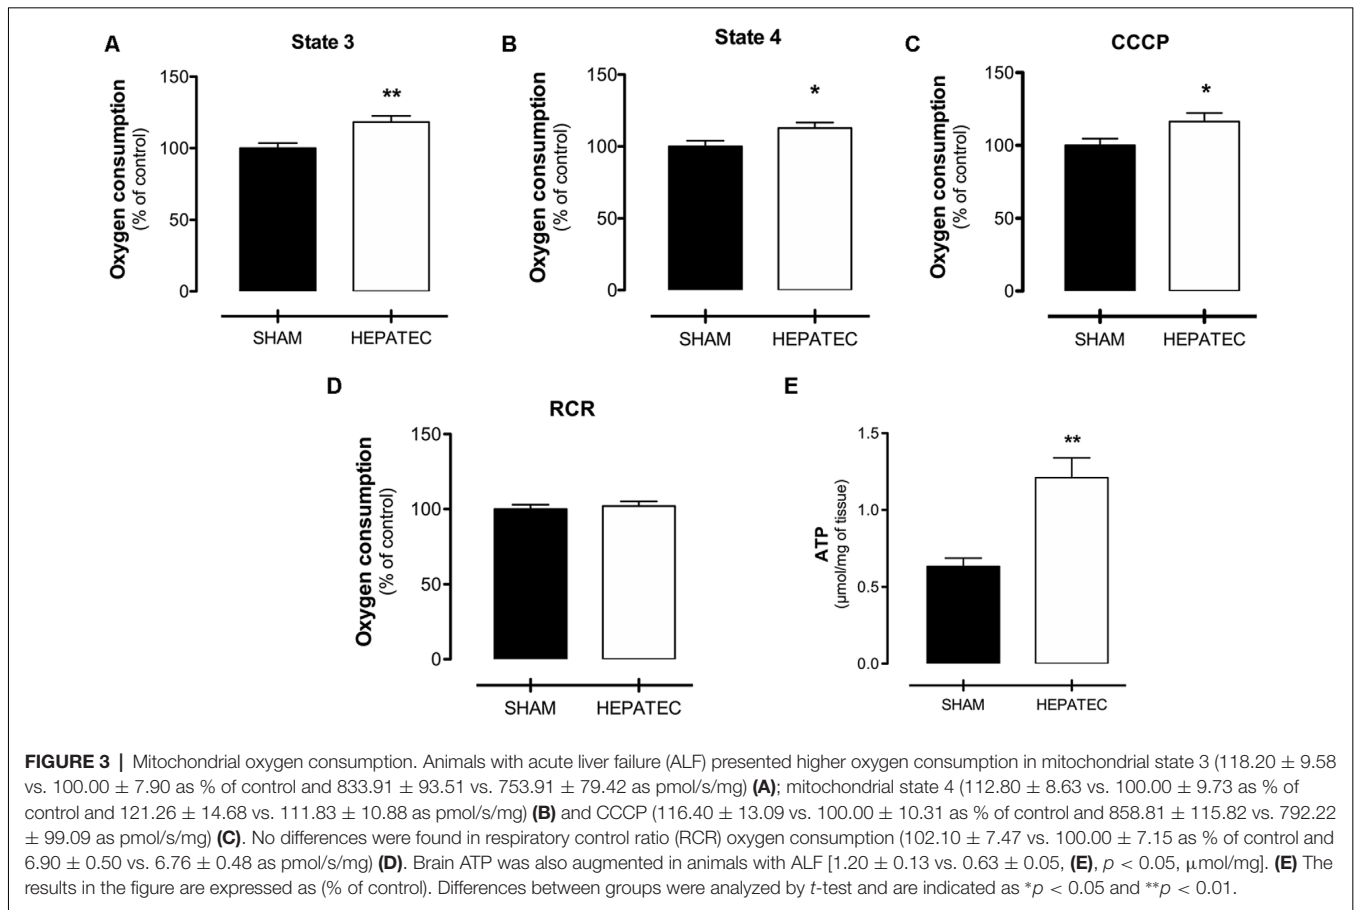 A
State 3
Oxygen consumption
(% of control)
150
100
50
0
**
SHAM
HEPATEC
B
State 4
Oxygen consumption
(% of control)
150
100
50
0
*
SHAM
HEPATEC
C
CCCP
Oxygen consumption
(% of control)
150
100
50
0
*
SHAM
HEPATEC
D
RCR
Oxygen consumption
(% of control)
150
100
50
0
SHAM
HEPATEC
E
ATP
(μmol/mg of tissue)
1.5
1.0
0.5
0.0
**
SHAM
HEPATEC
FIGURE 3 | Mitochondrial oxygen consumption. Animals with acute liver failure (ALF) presented higher oxygen consumption in mitochondrial state 3 (118.20 ± 9.58
vs. 100.00 ± 7.90 as % of control and 833.91 ± 93.51 vs. 753.91 ± 79.42 as pmol/s/mg) (A); mitochondrial state 4 (112.80 ± 8.63 vs. 100.00 ± 9.73 as % of
control and 121.26 ± 14.68 vs. 111.83 ± 10.88 as pmol/s/mg) (B) and CCCP (116.40 ± 13.09 vs. 100.00 ± 10.31 as % of control and 858.81 ± 115.82 vs. 792.22
± 99.09 as pmol/s/mg) (C). No differences were found in respiratory control ratio (RCR) oxygen consumption (102.10 ± 7.47 vs. 100.00 ± 7.15 as % of control and
6.90 ± 0.50 vs. 6.76 ± 0.48 as pmol/s/mg) (D). Brain ATP was also augmented in animals with ALF [1.20 ± 0.13 vs. 0.63 ± 0.05, (E), p < 0.05, μmol/mg]. (E) The
results in the figure are expressed as (% of control). Differences between groups were analyzed by t-test and are indicated as *p < 0.05 and **p < 0.01.